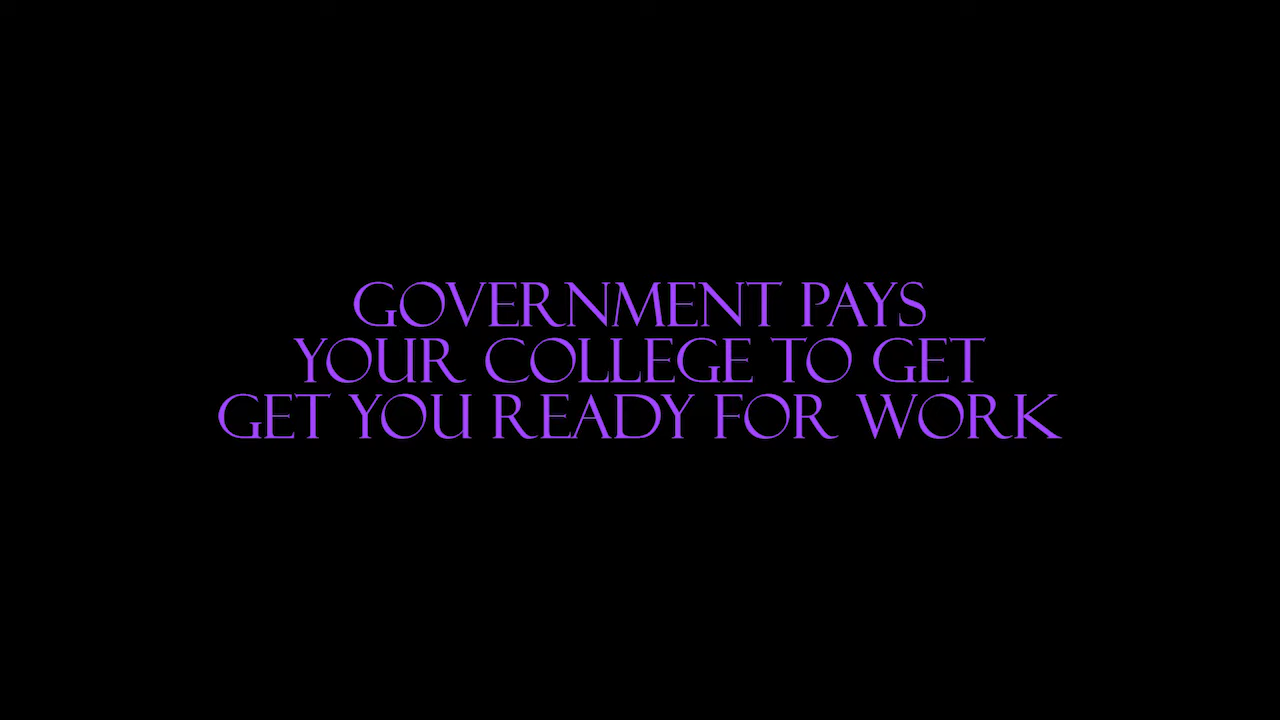 GOVERNMENT PAYS
YOUR COLLEGE TO GET
GET YOU READY FOR WORK